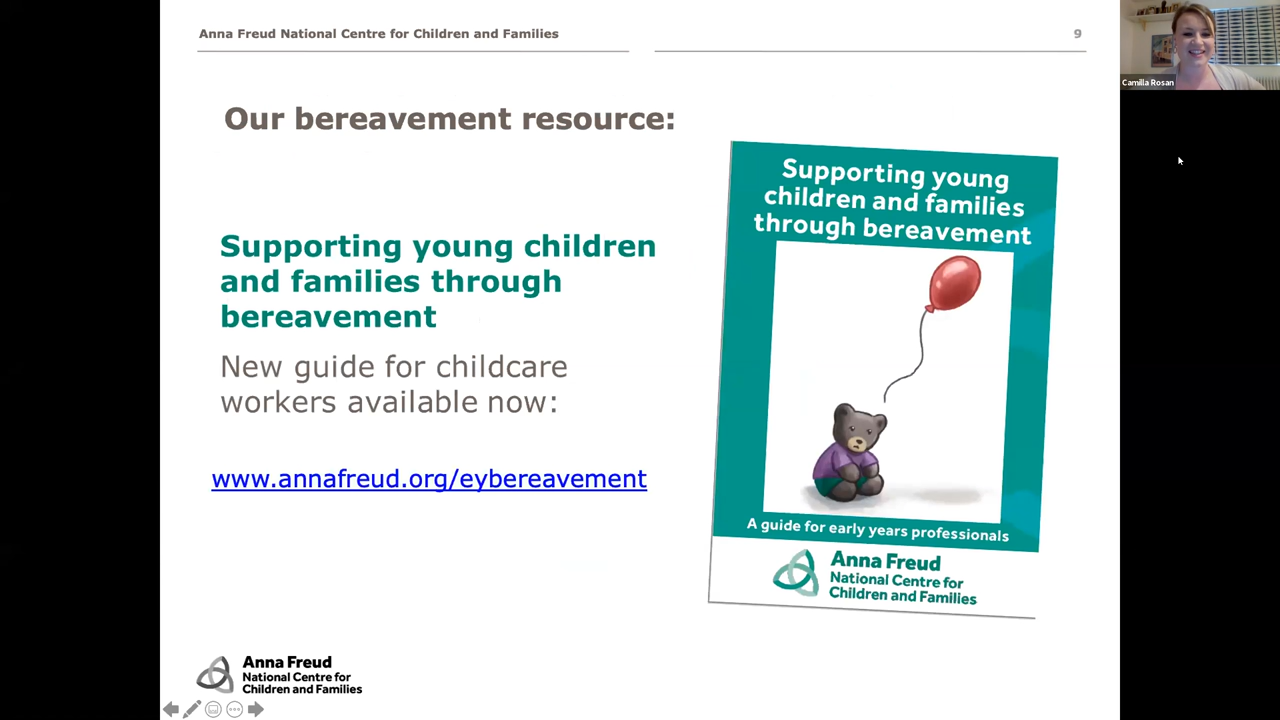 Anna Freud National Centre for Children and Families
9
Camilla Rosan
Our bereavement resource:
Supporting young children
and families through
bereavement
New guide for childcare
workers available now:
www.annafreud.org/eybereavement
Supporting young
children and families
through bereavement
A guide for early years professionals
Anna Freud
National Centre for
Children and Families
Anna Freud
National Centre for
Children and Families